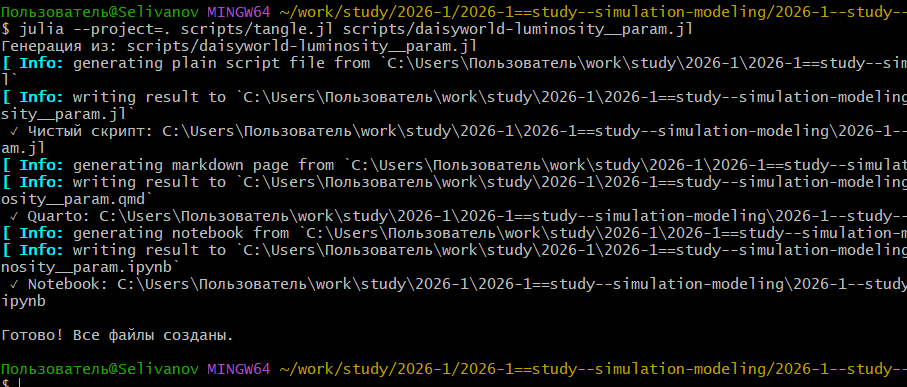 Пользователь@Selivanov MINGW64 ~/work/study/2026-1/2026-1==study--simulation-modeling/2026-1--study--
$ julia --project=. scripts/tangle.jl scripts/daisyworld-luminosity__param.jl
Генерация из: scripts/daisyworld-luminosity__param.jl
[ Info: generating plain script file from `C:\Users\Пользователь\work\study\2026-1\2026-1==study--sim
l`
[ Info: writing result to `C:\Users\Пользователь\work\study\2026-1\2026-1==study--simulation-modeling
sity__param.jl`
✓ Чистый скрипт: C:\Users\Пользователь\work\study\2026-1\2026-1==study--simulation-modeling\2026-1--
am.jl
[ Info: generating markdown page from `C:\Users\Пользователь\work\study\2026-1\2026-1==study--simulat
[ Info: writing result to `C:\Users\Пользователь\work\study\2026-1\2026-1==study--simulation-modeling
osity__param.qmd`
✓ Quarto: C:\Users\Пользователь\work\study\2026-1\2026-1==study--simulation-modeling\2026-1--study--
[ Info: generating notebook from `C:\Users\Пользователь\work\study\2026-1\2026-1==study--simulation-m
[ Info: writing result to `C:\Users\Пользователь\work\study\2026-1\2026-1==study--simulation-modeling
nosity__param.ipynb`
✓ Notebook: C:\Users\Пользователь\work\study\2026-1\2026-1==study--simulation-modeling\2026-1--study
ipynb
Готово! Все файлы созданы.
Пользователь@Selivanov MINGW64 ~/work/study/2026-1/2026-1==study--simulation-modeling/2026-1--study--
$